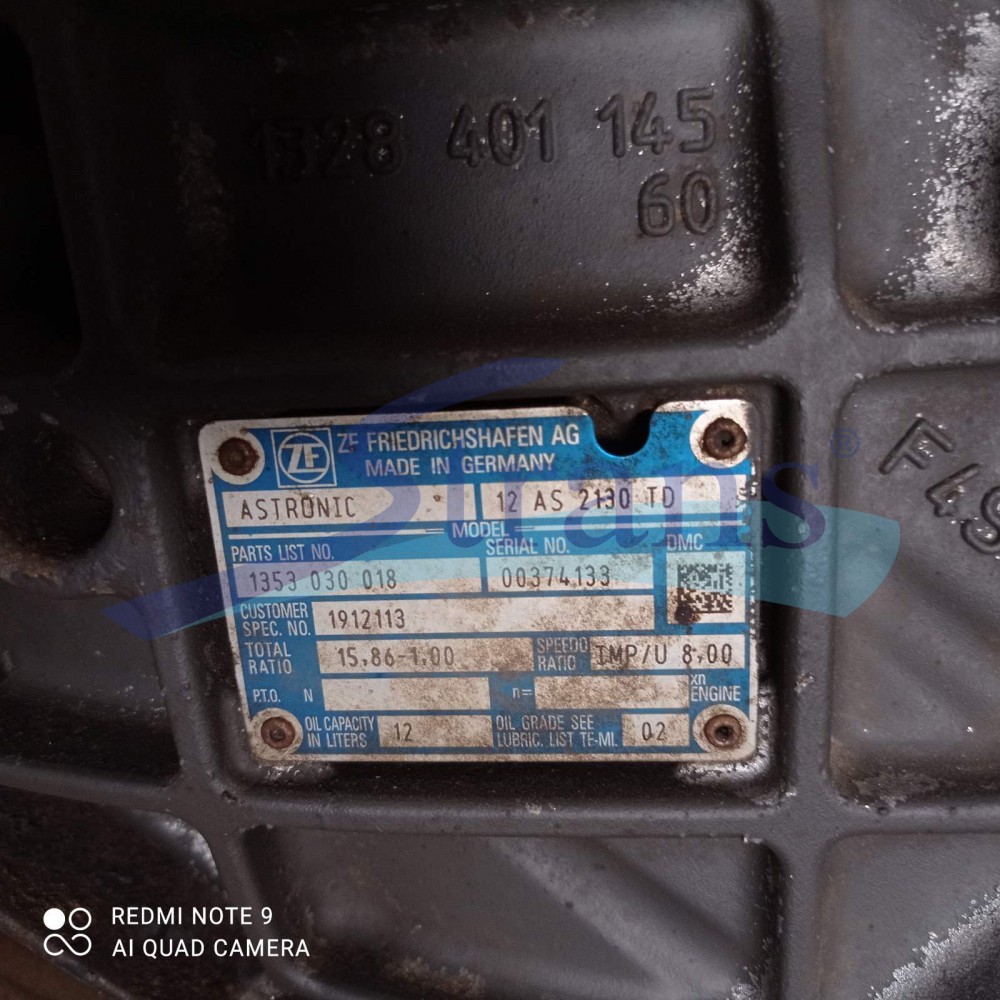 1328 401 145
60
F4S
ZF
ZF FRIEDRICHSHAFEN AG
MADE IN GERMANY
ASTRONIC 12 AS 2130 TD
MODEL
PARTS LIST NO. SERIAL NO. DMC
1353 030 018 00374133
CUSTOMER SPEC. NO. 1912113
TOTAL RATIO 15,86-1,00 SPEEDO RATIO IMP/U 8,00
P.T.O. N n= xn ENGINE
OIL CAPACITY IN LITERS 12 OIL GRADE SEE LUBRIC. LIST TE-ML 02
Strans®
REDMI NOTE 9
AI QUAD CAMERA